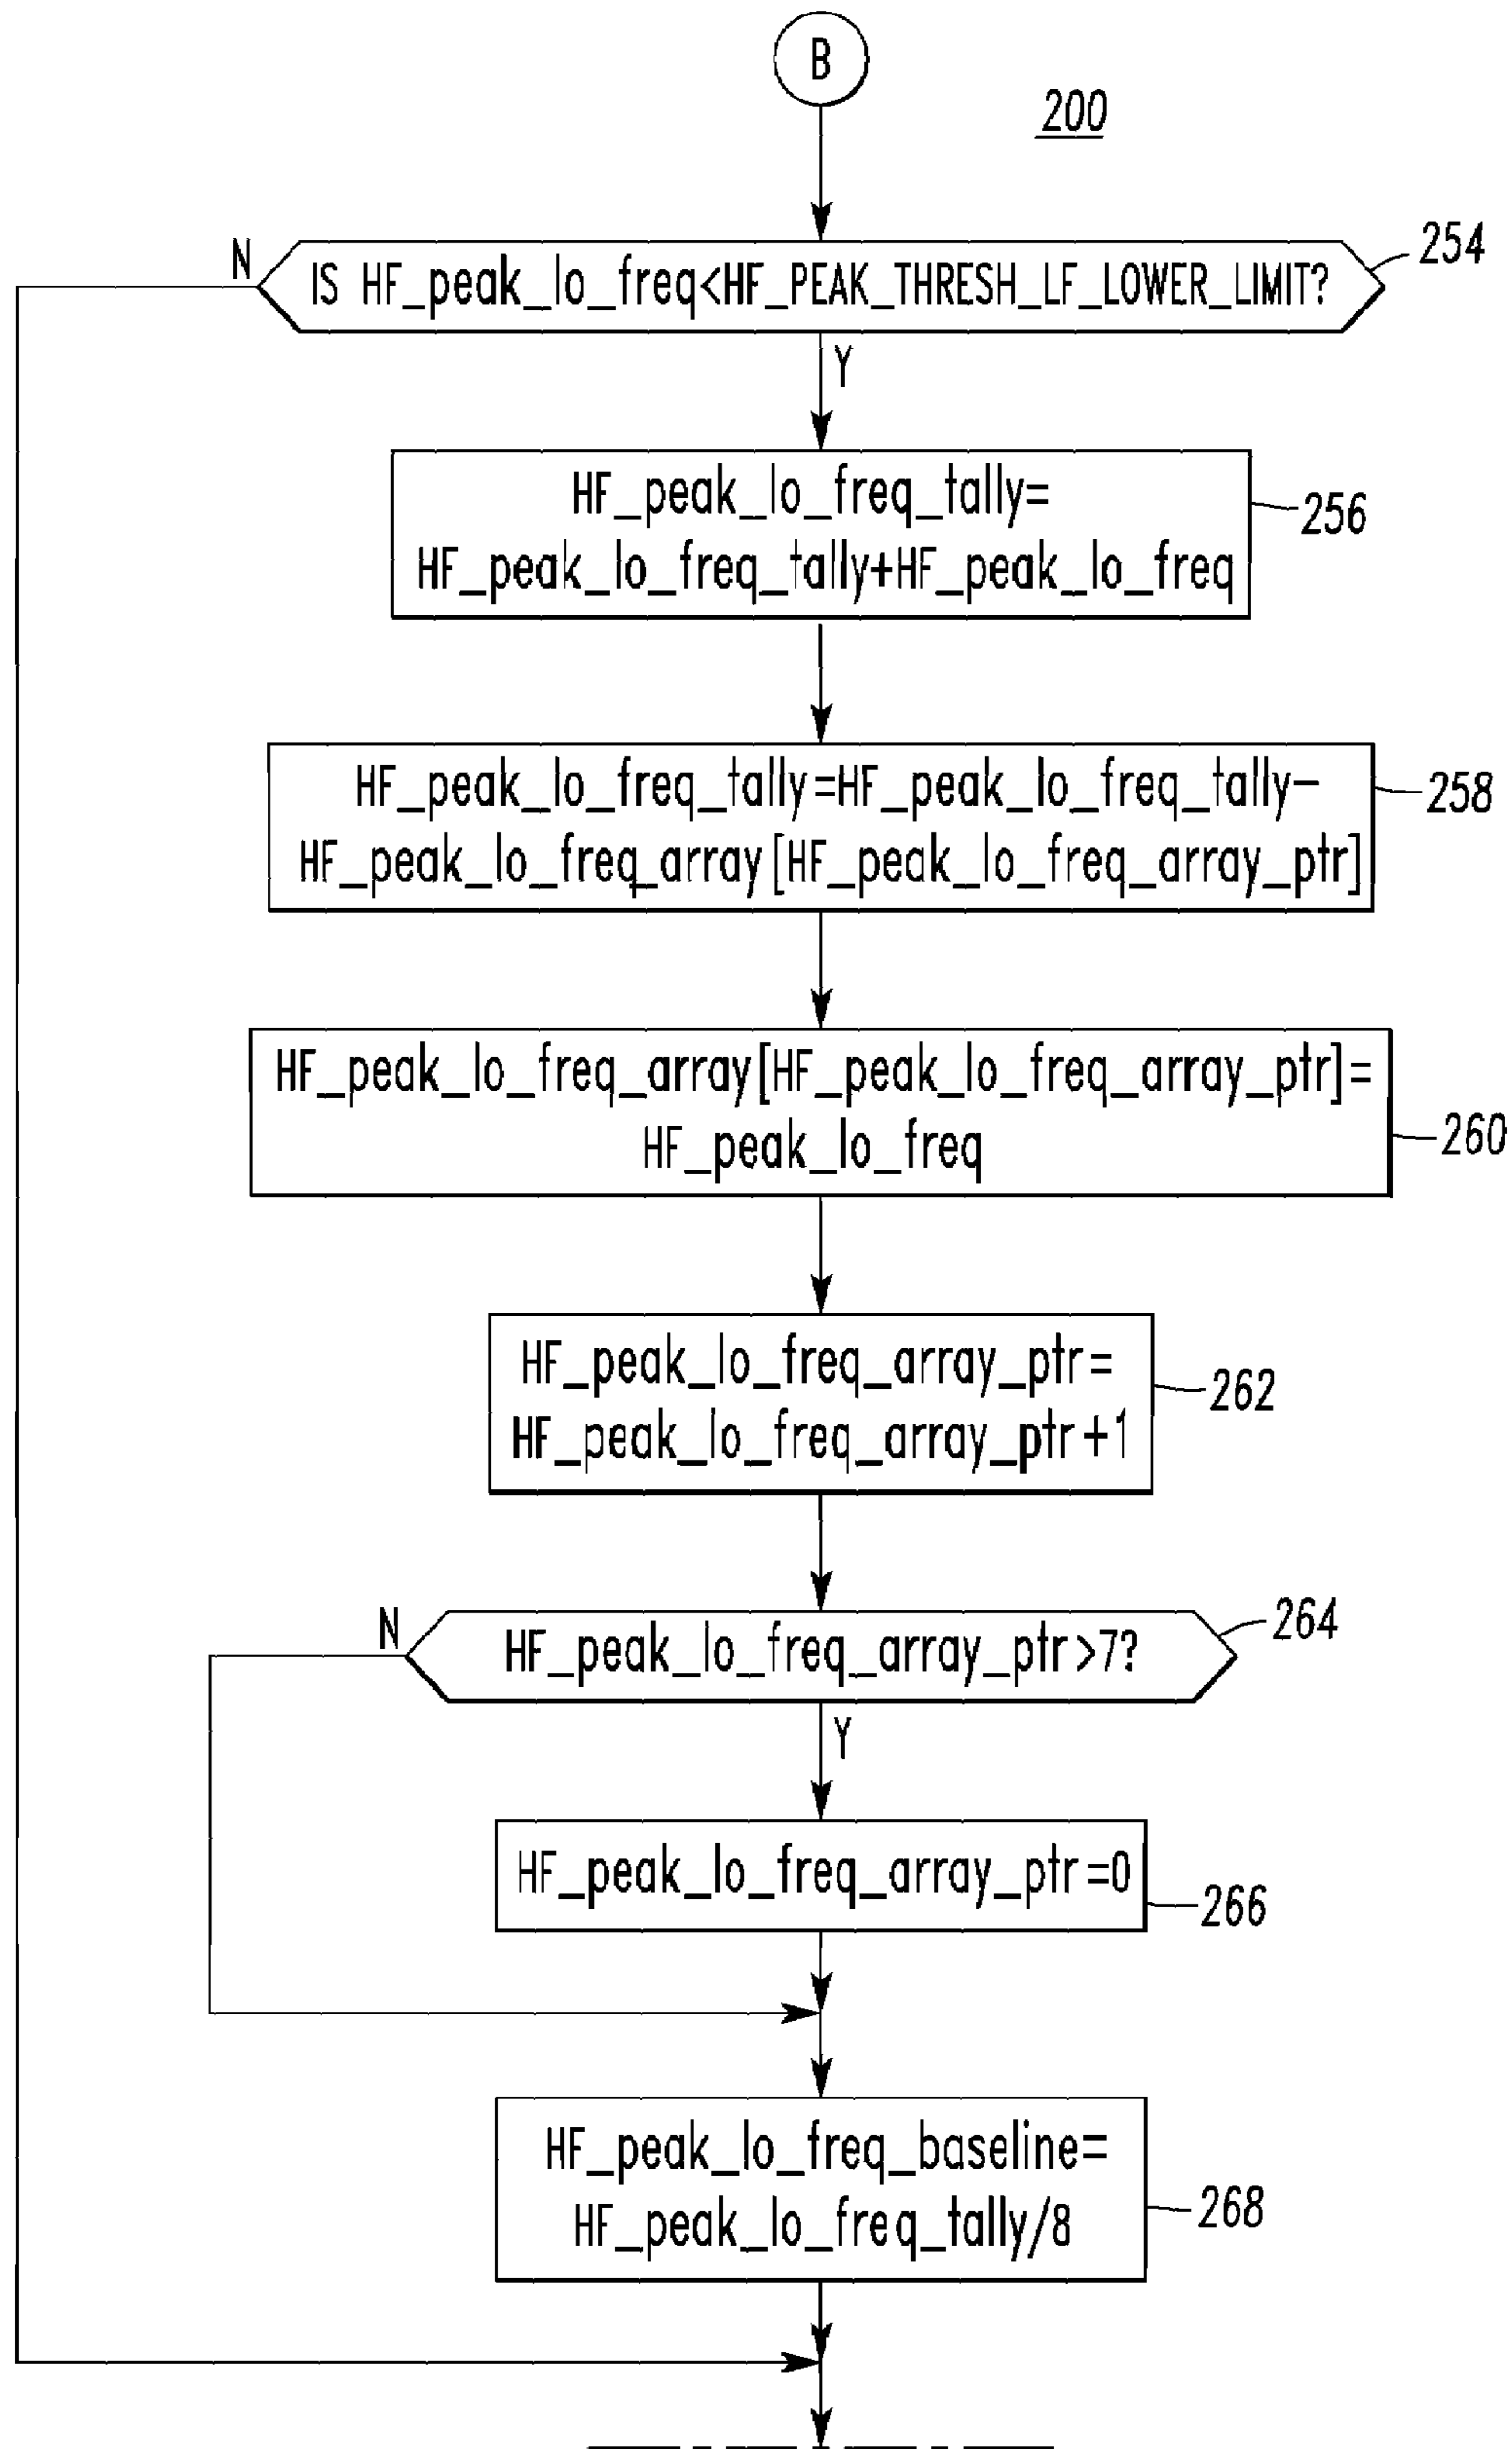 B
200
N
IS HF_peak_lo_freq<HF_PEAK_THRESH_LF_LOWER_LIMIT?
254
Y
HF_peak_lo_freq_tally=
HF_peak_lo_freq_tally+HF_peak_lo_freq
256
HF_peak_lo_freq_tally=HF_peak_lo_freq_tally-
HF_peak_lo_freq_array[HF_peak_lo_freq_array_ptr]
258
HF_peak_lo_freq_array[HF_peak_lo_freq_array_ptr]=
HF_peak_lo_freq
260
HF_peak_lo_freq_array_ptr=
HF_peak_lo_freq_array_ptr+1
262
N
HF_peak_lo_freq_array_ptr>7?
264
Y
HF_peak_lo_freq_array_ptr=0
266
HF_peak_lo_freq_baseline=
HF_peak_lo_freq_tally/8
268